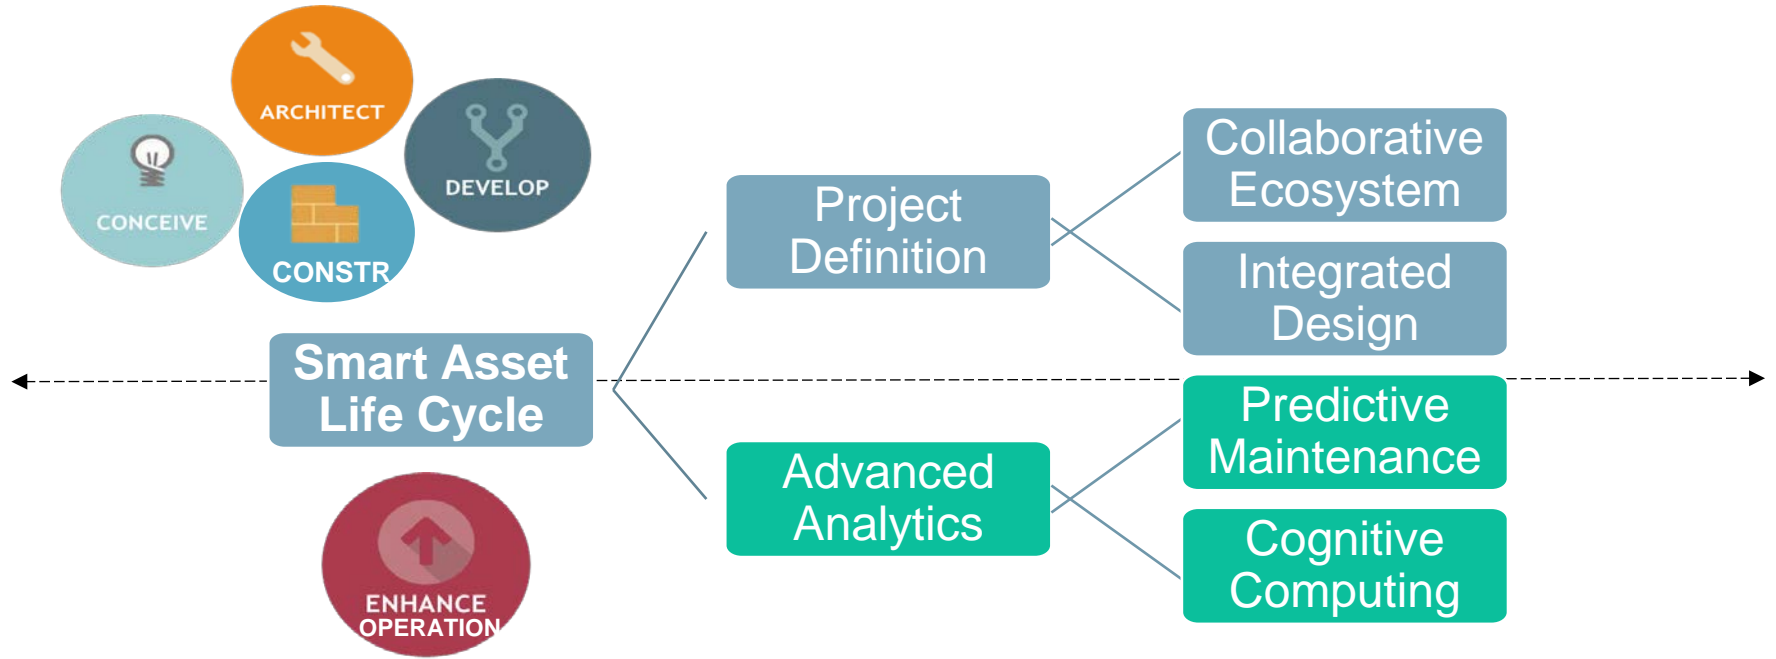 ARCHITECT
DEVELOP
CONCEIVE
CONSTR
Smart Asset
Life Cycle
ENHANCE
OPERATION
Project
Definition
Advanced
Analytics
Collaborative
Ecosystem
Integrated
Design
Predictive
Maintenance
Cognitive
Computing